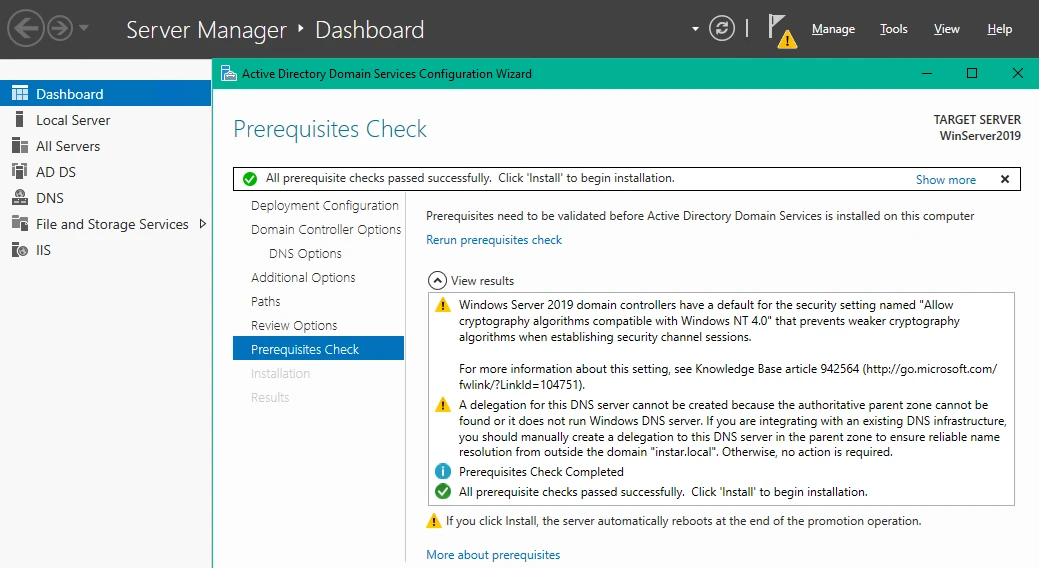 Server Manager ‣ Dashboard
Manage Tools View Help
Active Directory Domain Services Configuration Wizard
Dashboard
Local Server
All Servers
AD DS
DNS
File and Storage Services
IIS
Prerequisites Check
TARGET SERVER
WinServer2019
All prerequisite checks passed successfully. Click 'Install' to begin installation.
Show more
Deployment Configuration
Domain Controller Options
DNS Options
Additional Options
Paths
Review Options
Prerequisites Check
Installation
Results
Prerequisites need to be validated before Active Directory Domain Services is installed on this computer
Rerun prerequisites check
View results
Windows Server 2019 domain controllers have a default for the security setting named "Allow
cryptography algorithms compatible with Windows NT 4.0" that prevents weaker cryptography
algorithms when establishing security channel sessions.
For more information about this setting, see Knowledge Base article 942564 (http://go.microsoft.com/
fwlink/?LinkId=104751).
A delegation for this DNS server cannot be created because the authoritative parent zone cannot be
found or it does not run Windows DNS server. If you are integrating with an existing DNS infrastructure,
you should manually create a delegation to this DNS server in the parent zone to ensure reliable name
resolution from outside the domain "instar.local". Otherwise, no action is required.
Prerequisites Check Completed
All prerequisite checks passed successfully. Click 'Install' to begin installation.
If you click Install, the server automatically reboots at the end of the promotion operation.
More about prerequisites